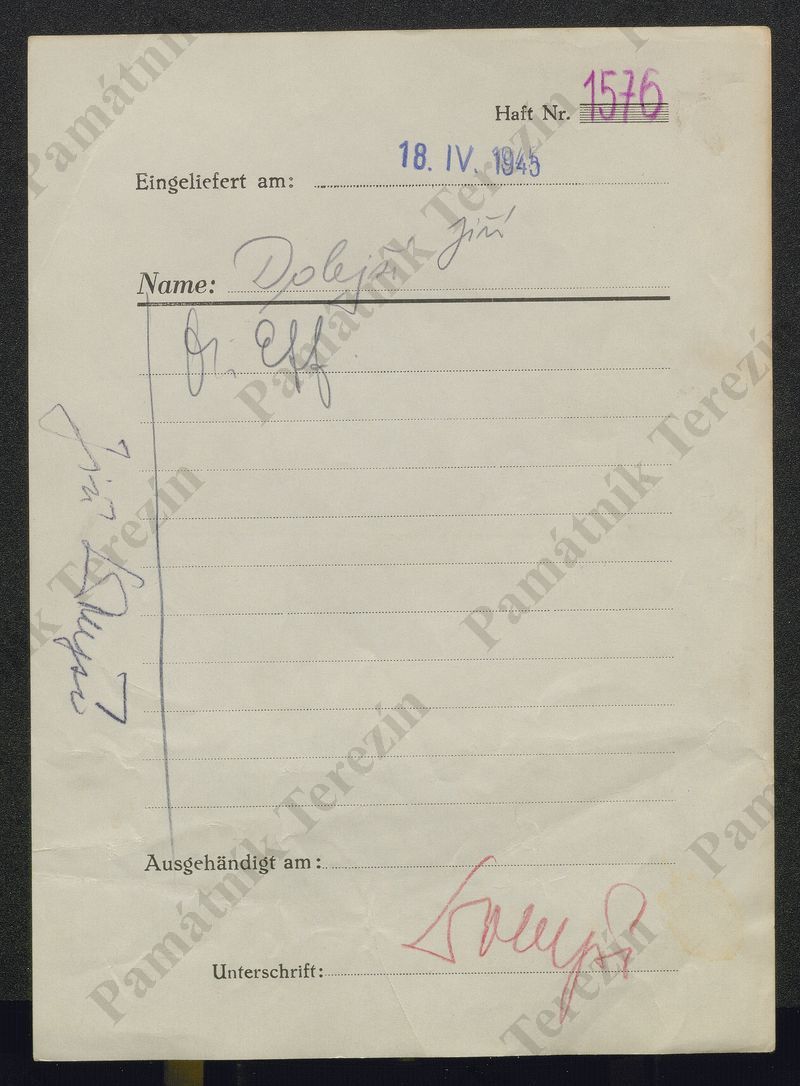 Haft Nr. 1576
Eingeliefert am: 18. IV. 1945
Name: Dolejší Jiří
Ausgehändigt am:
Unterschrift:
Památník Terezín